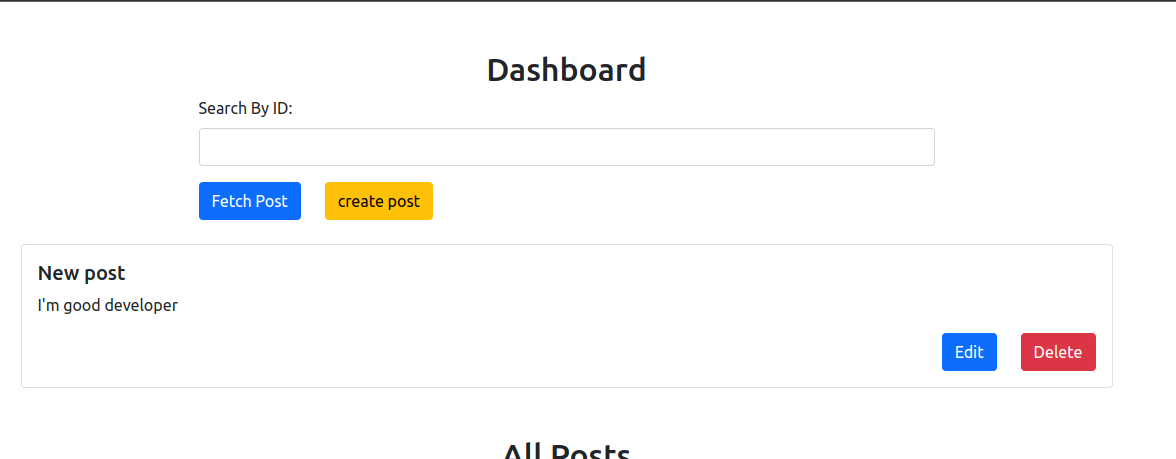 Dashboard
Search By ID:
Fetch Post create post
New post
I'm good developer
Edit Delete
All Posts